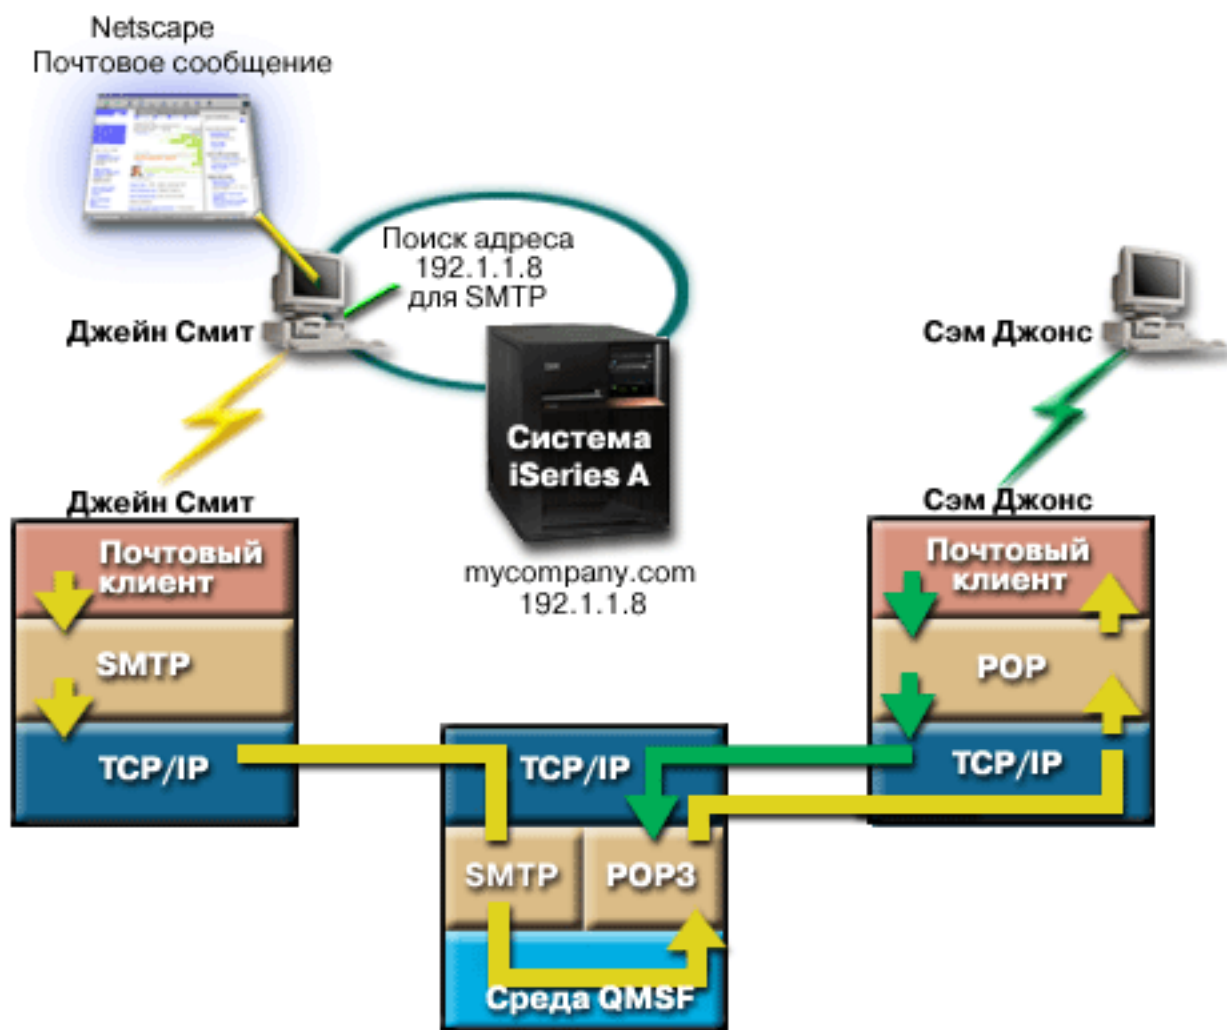 Netscape
Почтовое сообщение
Поиск адреса
192.1.1.8
для SMTP
Джейн Смит
Сэм Джонс
IBM
Система
iSeries A
Джейн Смит
Сэм Джонс
Почтовый
клиент
Почтовый
клиент
mycompany.com
192.1.1.8
SMTP
POP
TCP/IP
TCP/IP
TCP/IP
SMTP
POP3
Среда QMSF